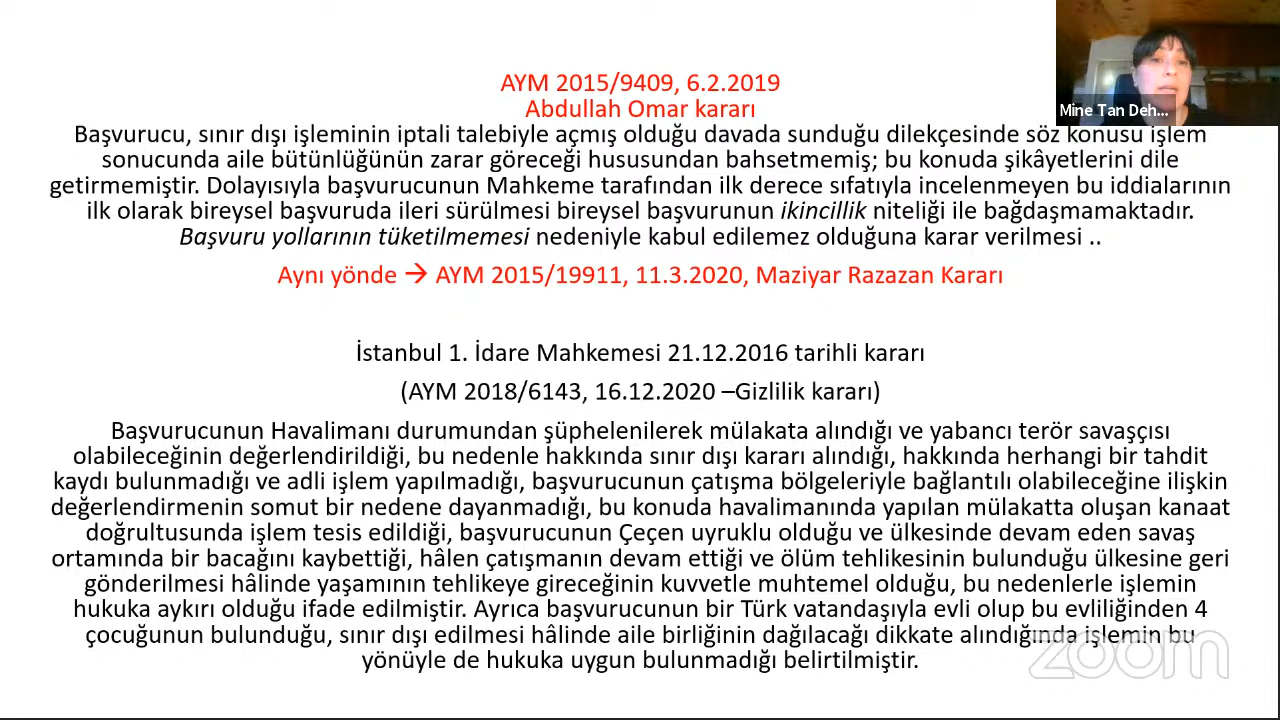 Mine Tan Deh...
AYM 2015/9409, 6.2.2019
Abdullah Omar kararı
Başvurucu, sınır dışı işleminin iptali talebiyle açmış olduğu davada sunduğu dilekçesinde söz konusu işlem
sonucunda aile bütünlüğünün zarar göreceği hususundan bahsetmemiş; bu konuda şikâyetlerini dile
getirmemiştir. Dolayısıyla başvurucunun Mahkeme tarafından ilk derece sıfatıyla incelenmeyen bu iddialarının
ilk olarak bireysel başvuruda ileri sürülmesi bireysel başvurunun ikincillik niteliği ile bağdaşmamaktadır.
Başvuru yollarının tüketilmemesi nedeniyle kabul edilemez olduğuna karar verilmesi ..
Aynı yönde → AYM 2015/19911, 11.3.2020, Maziyar Razazan Kararı
İstanbul 1. İdare Mahkemesi 21.12.2016 tarihli kararı
(AYM 2018/6143, 16.12.2020 –Gizlilik kararı)
Başvurucunun Havalimanı durumundan şüphelenilerek mülakata alındığı ve yabancı terör savaşçısı
olabileceğinin değerlendirildiği, bu nedenle hakkında sınır dışı kararı alındığı, hakkında herhangi bir tahdit
kaydı bulunmadığı ve adli işlem yapılmadığı, başvurucunun çatışma bölgeleriyle bağlantılı olabileceğine ilişkin
değerlendirmenin somut bir nedene dayanmadığı, bu konuda havalimanında yapılan mülakatta oluşan kanaat
doğrultusunda işlem tesis edildiği, başvurucunun Çeçen uyruklu olduğu ve ülkesinde devam eden savaş
ortamında bir bacağını kaybettiği, hâlen çatışmanın devam ettiği ve ölüm tehlikesinin bulunduğu ülkesine geri
gönderilmesi hâlinde yaşamının tehlikeye gireceğinin kuvvetle muhtemel olduğu, bu nedenlerle işlemin
hukuka aykırı olduğu ifade edilmiştir. Ayrıca başvurucunun bir Türk vatandaşıyla evli olup bu evliliğinden 4
çocuğunun bulunduğu, sınır dışı edilmesi hâlinde aile birliğinin dağılacağı dikkate alındığında işlemin bu
yönüyle de hukuka uygun bulunmadığı belirtilmiştir.
zoom